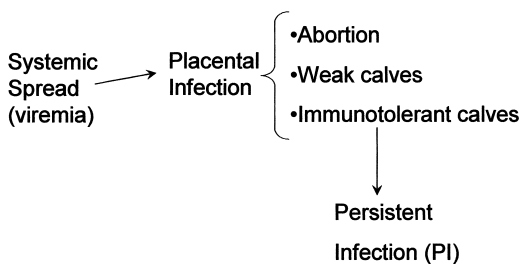 Systemic
Spread
(viremia)
Placental
Infection
•Abortion
•Weak calves
•Immunotolerant calves
Persistent
Infection (PI)